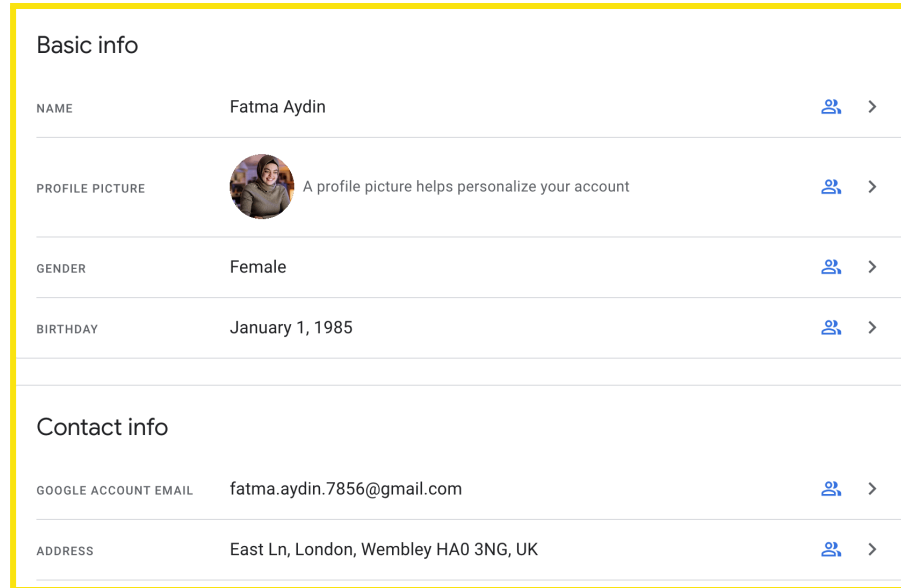 Basic info
NAME
Fatma Aydin
PROFILE PICTURE
A profile picture helps personalize your account
GENDER
Female
BIRTHDAY
January 1, 1985
Contact info
GOOGLE ACCOUNT EMAIL
fatma.aydin.7856@gmail.com
ADDRESS
East Ln, London, Wembley HA0 3NG, UK